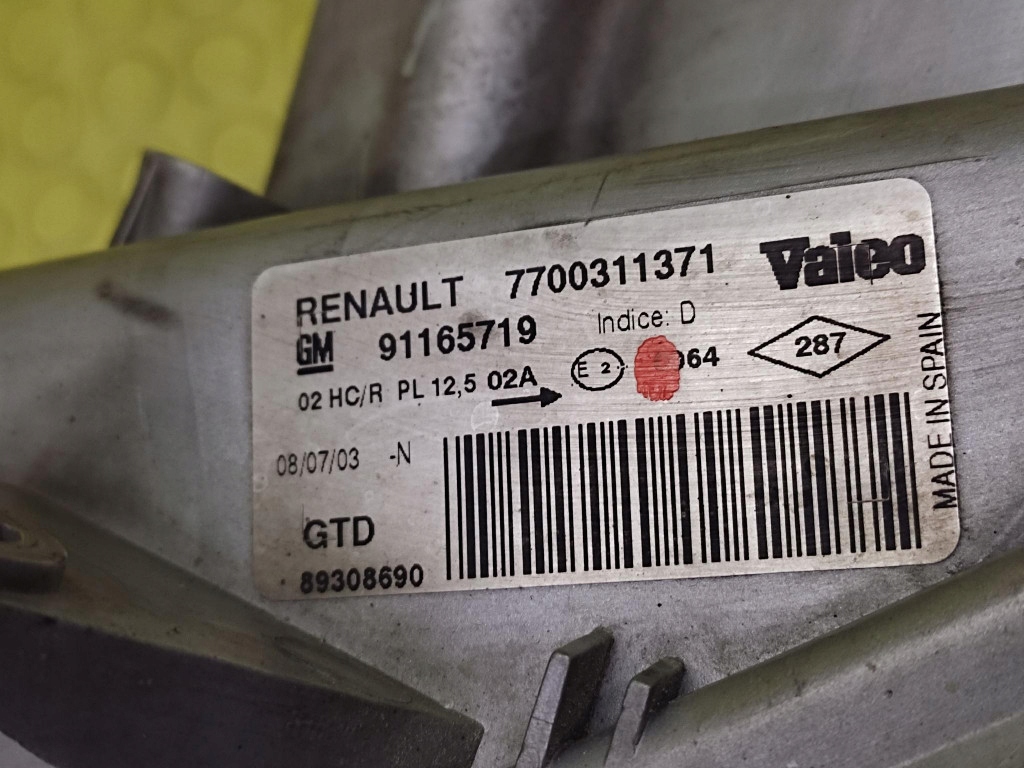 RENAULT 7700311371 Valeo
GM 91165719 Indice: D
02 HC/R PL 12,5 02A E 2 287
08/07/03 -N
GTD
89308690
MADE IN SPAIN